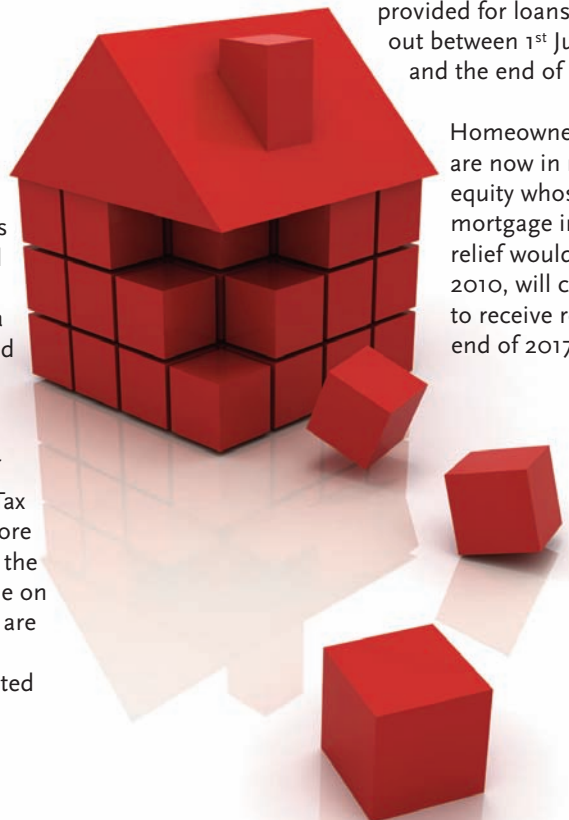 s
d
Tax
ore
the
e on
are
ted
provided for loans
out between 1st Ju
and the end of
Homeowne
are now in
equity whos
mortgage in
relief would
2010, will c
to receive re
end of 2017